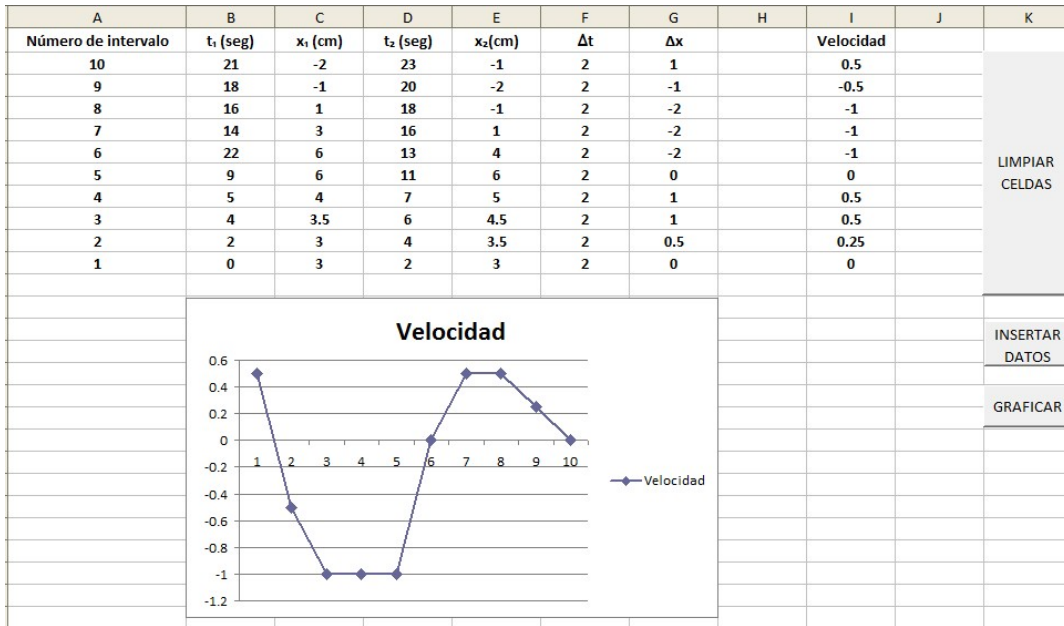 A B C D E F G H I J K
Número de intervalo t₁ (seg) x₁ (cm) t₂ (seg) x₂(cm) Δt Δx Velocidad
10 21 -2 23 -1 2 1 0.5
9 18 -1 20 -2 2 -1 -0.5
8 16 1 18 -1 2 -2 -1
7 14 3 16 1 2 -2 -1
6 22 6 13 4 2 -2 -1
5 9 6 11 6 2 0 0
4 5 4 7 5 2 1 0.5
3 4 3.5 6 4.5 2 1 0.5
2 2 3 4 3.5 2 0.5 0.25
1 0 3 2 3 2 0 0
LIMPIAR
CELDAS
INSERTAR
DATOS
GRAFICAR
Velocidad
0.6
0.4
0.2
0
-0.2
-0.4
-0.6
-0.8
-1
-1.2
1 2 3 4 5 6 7 8 9 10
Velocidad